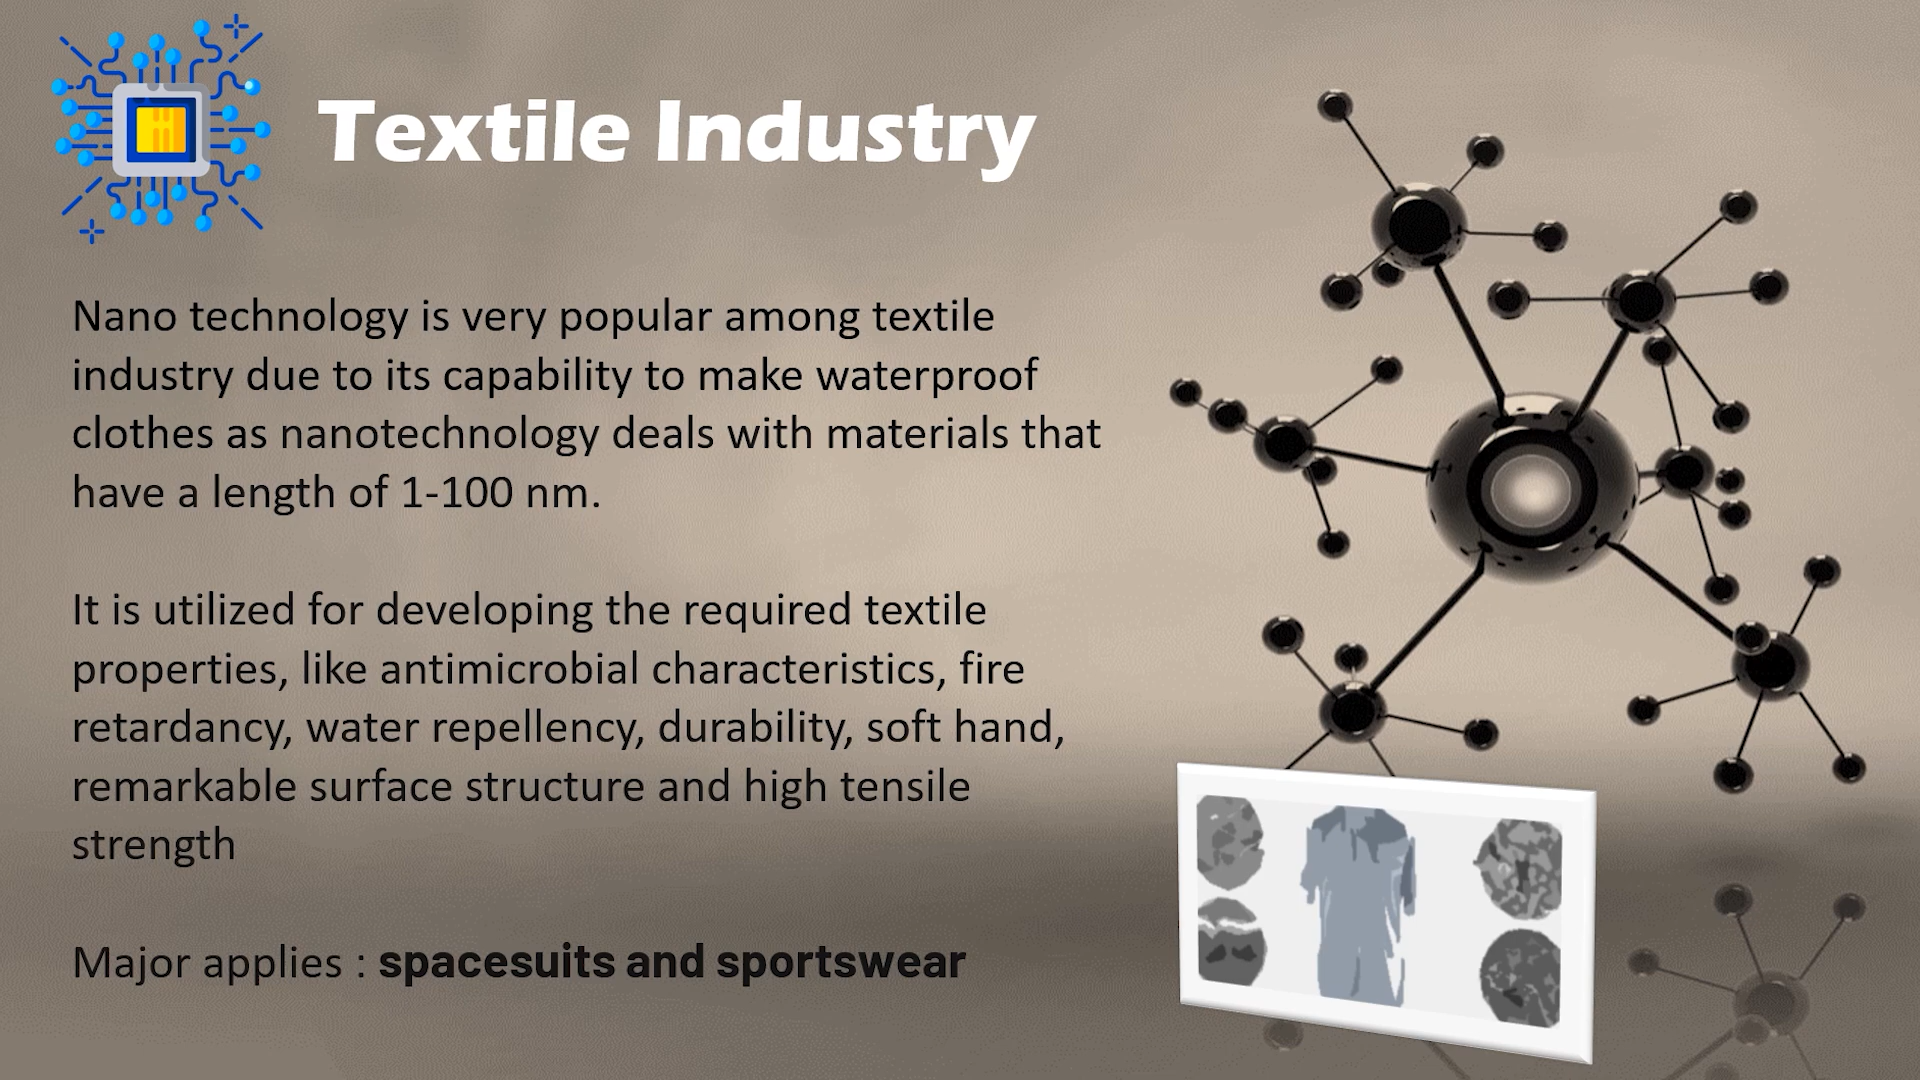 Textile Industry
Nano technology is very popular among textile
industry due to its capability to make waterproof
clothes as nanotechnology deals with materials that
have a length of 1-100 nm.
It is utilized for developing the required textile
properties, like antimicrobial characteristics, fire
retardancy, water repellency, durability, soft hand,
remarkable surface structure and high tensile
strength
Major applies : spacesuits and sportswear